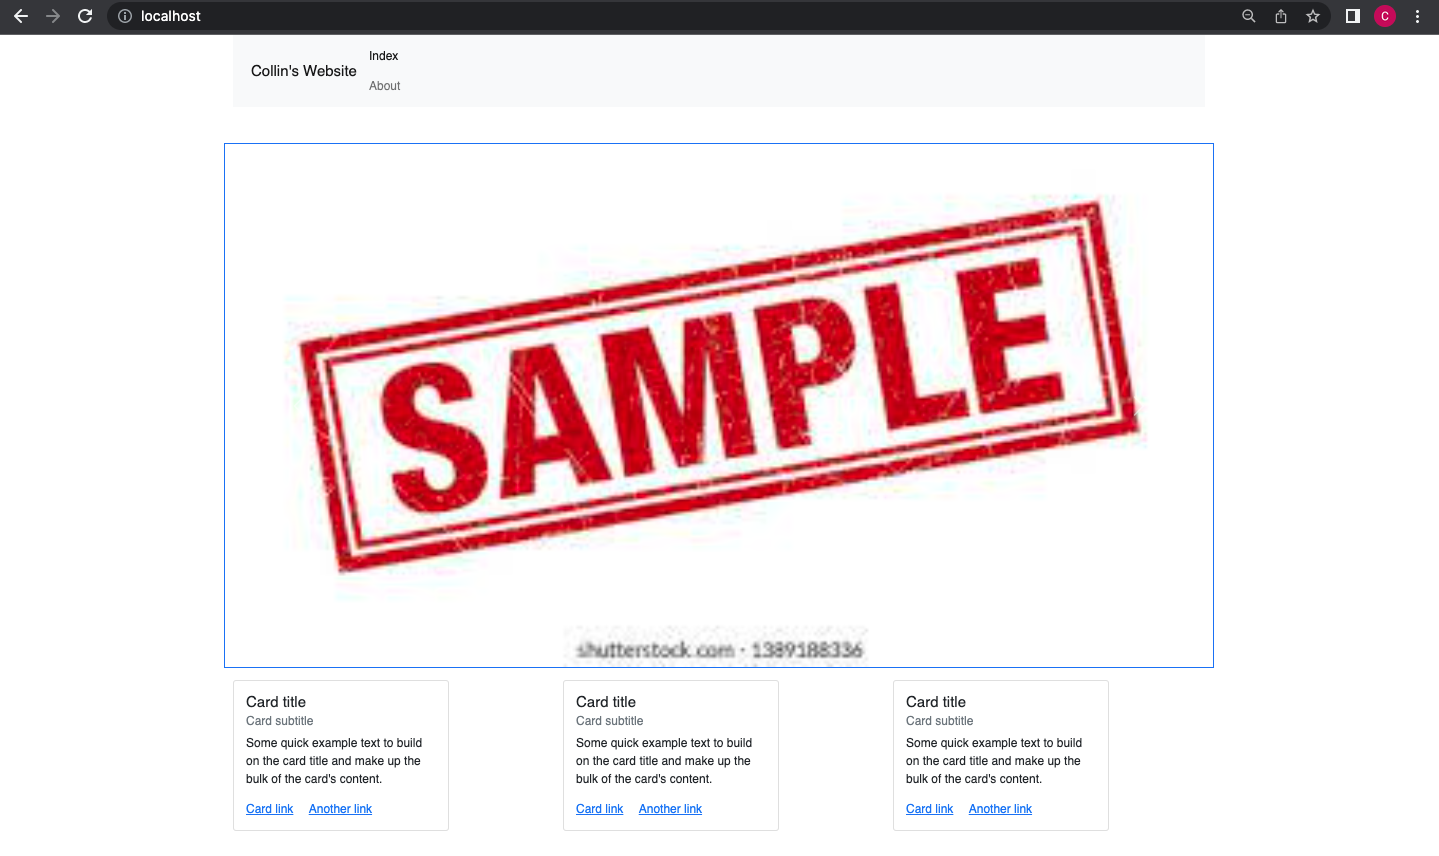 localhost
C
Collin's Website
Index
About
SAMPLE
shutterstock.com · 1389188336
Card title
Card subtitle
Some quick example text to build
on the card title and make up the
bulk of the card's content.
Card link Another link
Card title
Card subtitle
Some quick example text to build
on the card title and make up the
bulk of the card's content.
Card link Another link
Card title
Card subtitle
Some quick example text to build
on the card title and make up the
bulk of the card's content.
Card link Another link